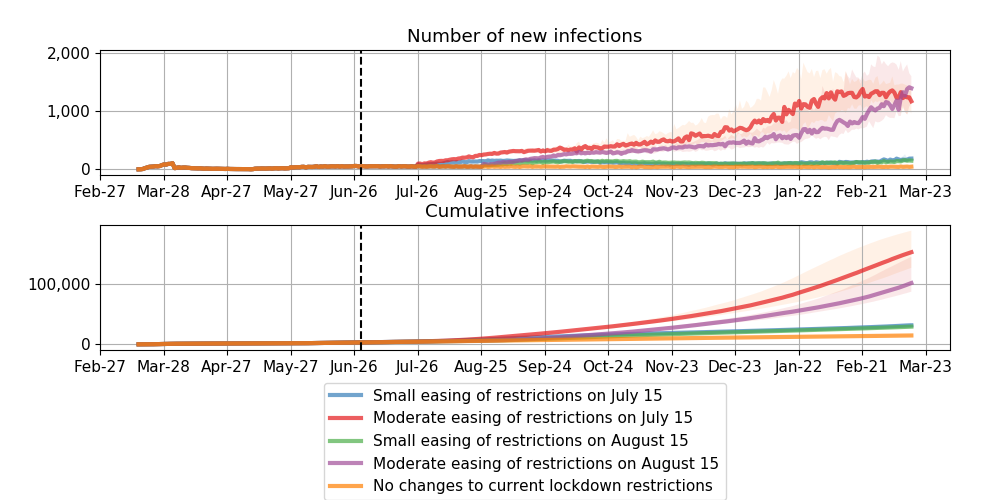 Number of new infections
2,000
1,000
0
Feb-27 Mar-28 Apr-27 May-27 Jun-26 Jul-26 Aug-25 Sep-24 Oct-24 Nov-23 Dec-23 Jan-22 Feb-21 Mar-23
Cumulative infections
100,000
0
Feb-27 Mar-28 Apr-27 May-27 Jun-26 Jul-26 Aug-25 Sep-24 Oct-24 Nov-23 Dec-23 Jan-22 Feb-21 Mar-23
Small easing of restrictions on July 15
Moderate easing of restrictions on July 15
Small easing of restrictions on August 15
Moderate easing of restrictions on August 15
No changes to current lockdown restrictions